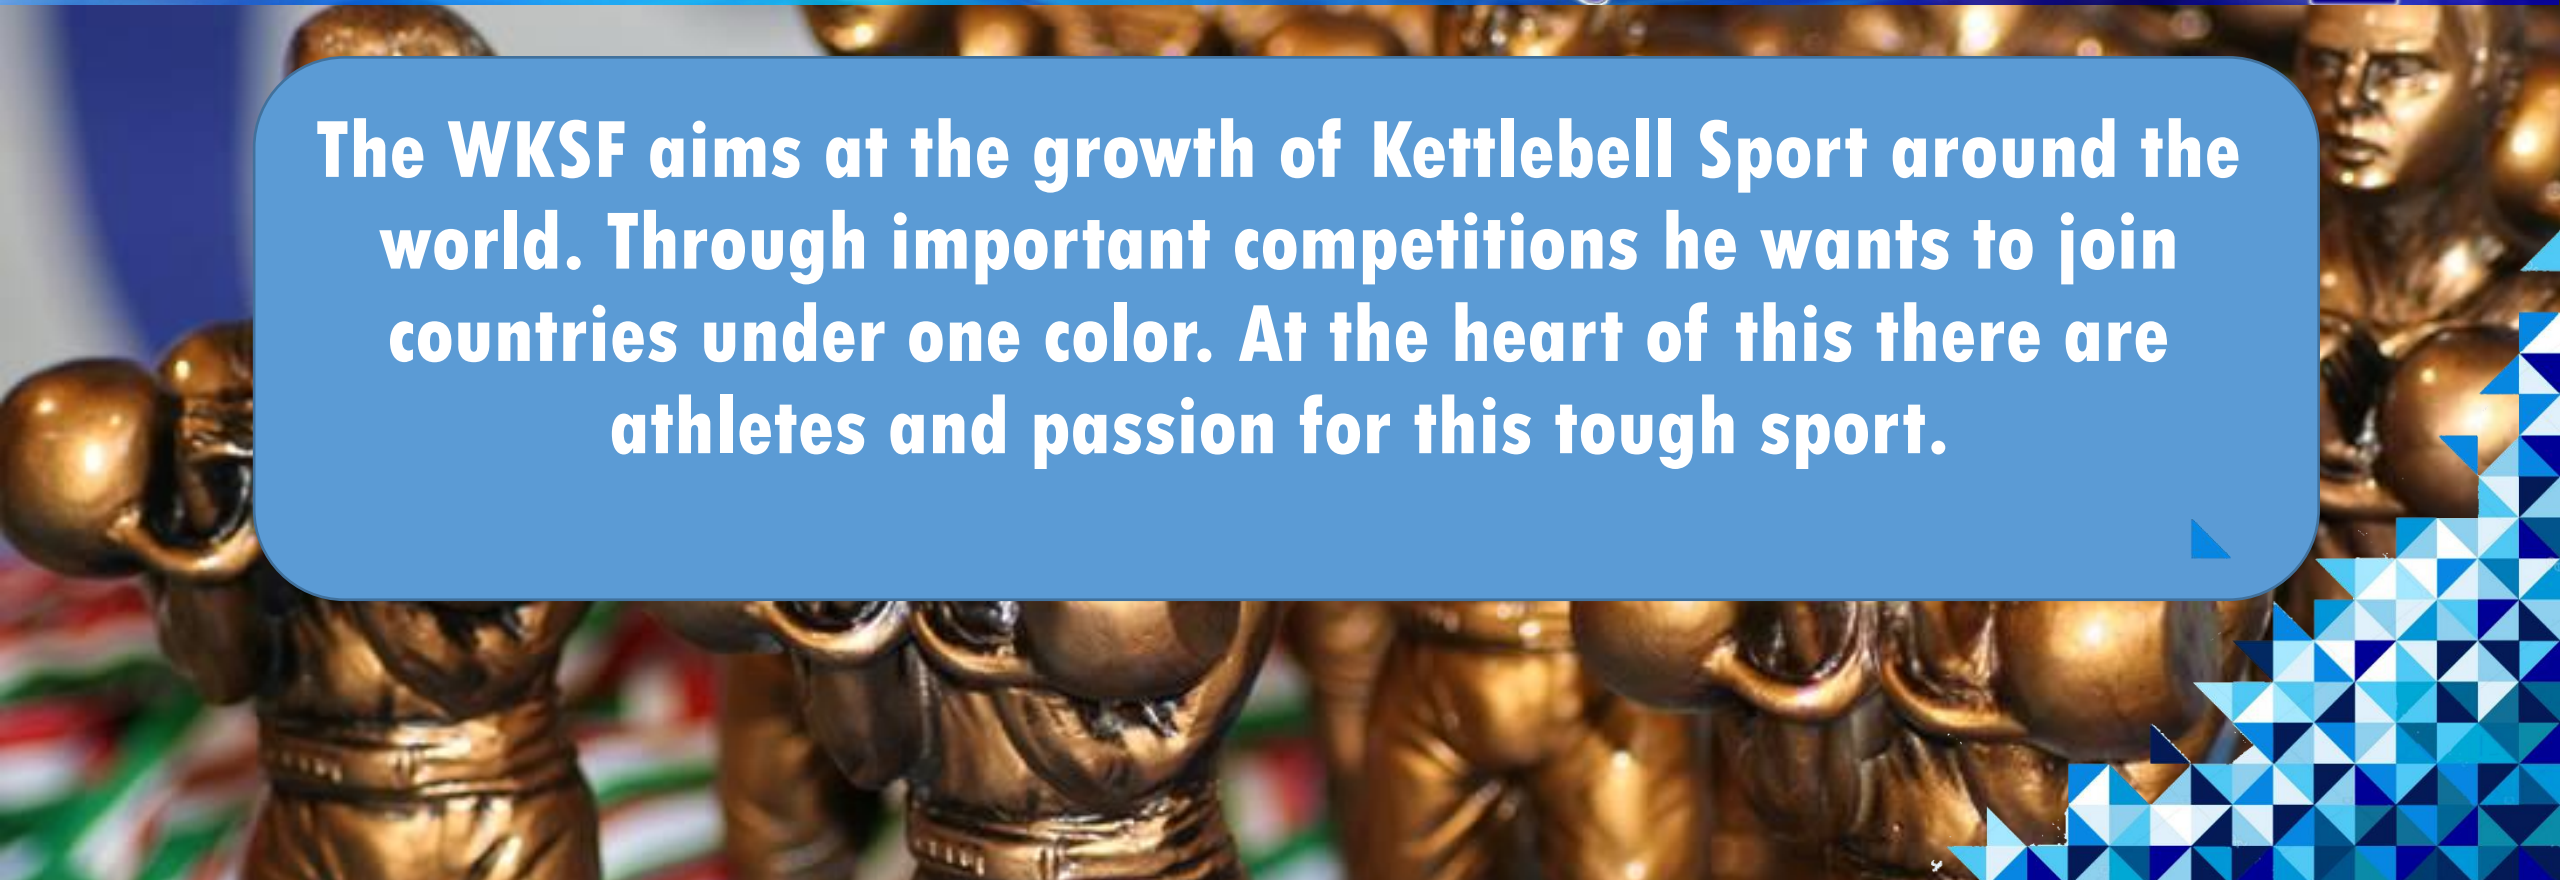 The WKSF aims at the growth of Kettlebell Sport around the
world. Through important competitions he wants to join
countries under one color. At the heart of this there are
athletes and passion for this tough sport.